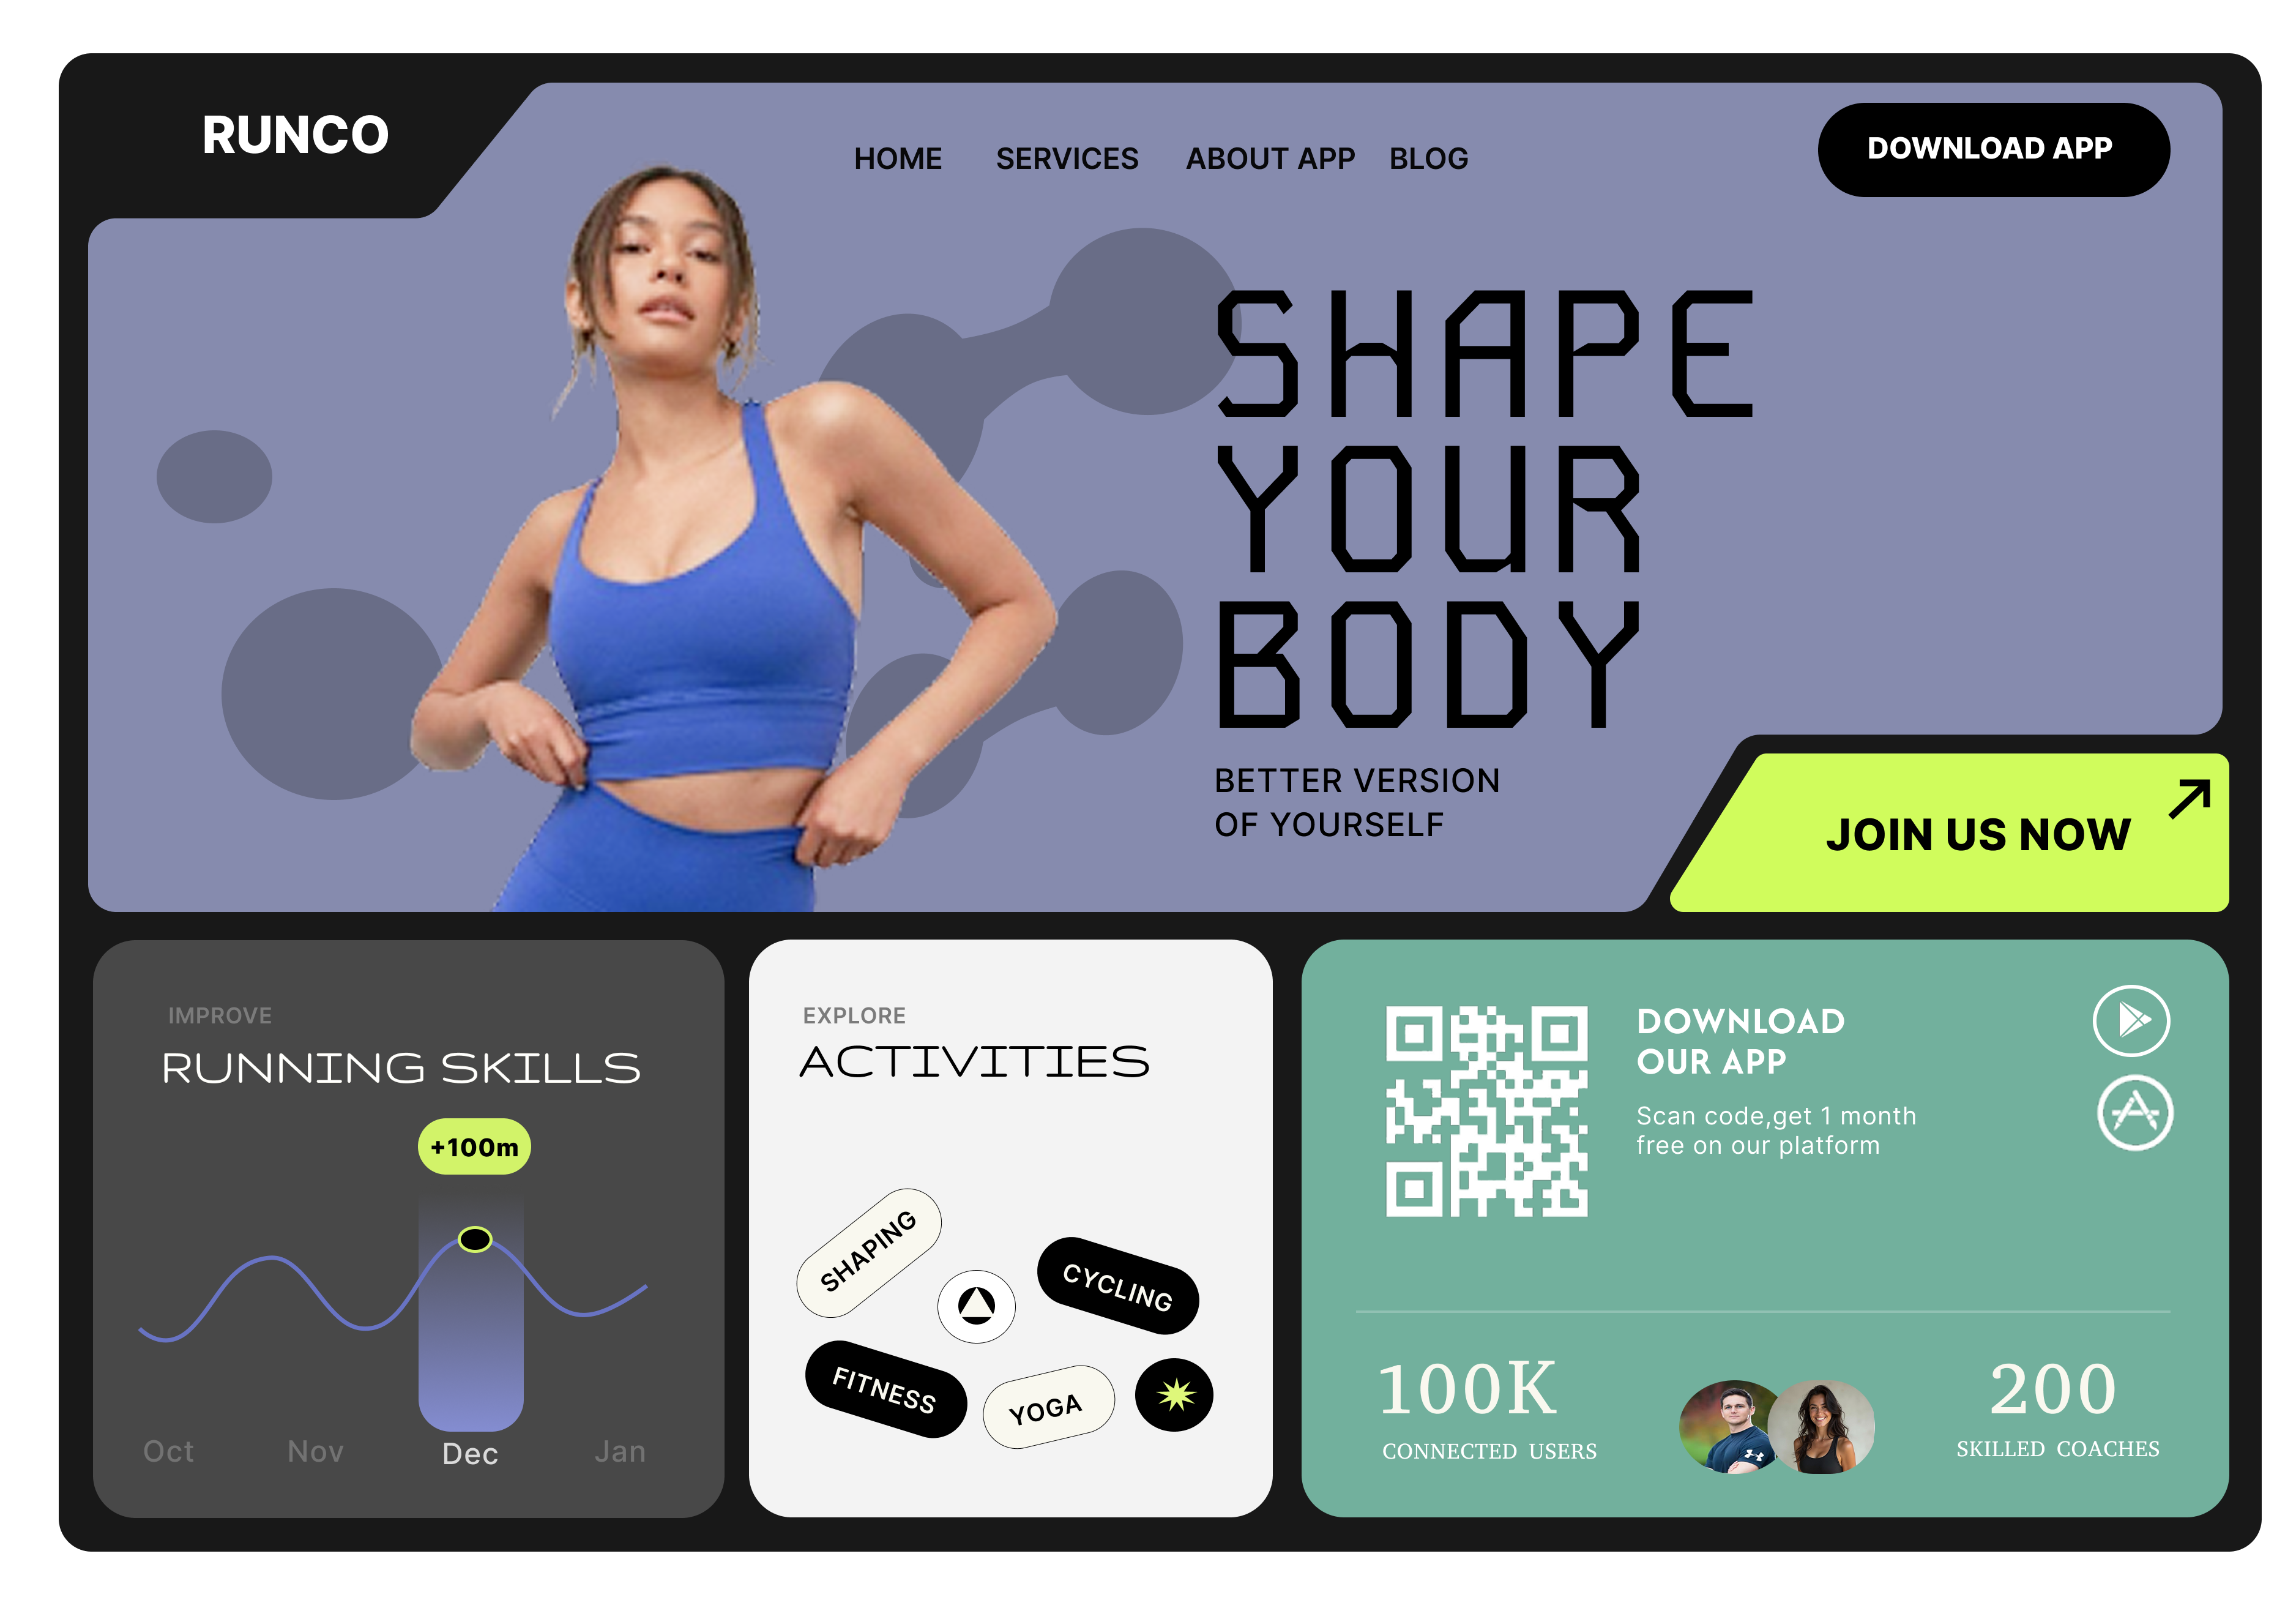 RUNCO
HOME SERVICES ABOUT APP BLOG
DOWNLOAD APP
SHAPE
YOUR
BODY
BETTER VERSION
OF YOURSELF
JOIN US NOW
IMPROVE
RUNNING SKILLS
+100m
Oct Nov Dec Jan
EXPLORE
ACTIVITIES
SHAPING
CYCLING
FITNESS
YOGA
DOWNLOAD
OUR APP
Scan code,get 1 month
free on our platform
100K
CONNECTED USERS
200
SKILLED COACHES